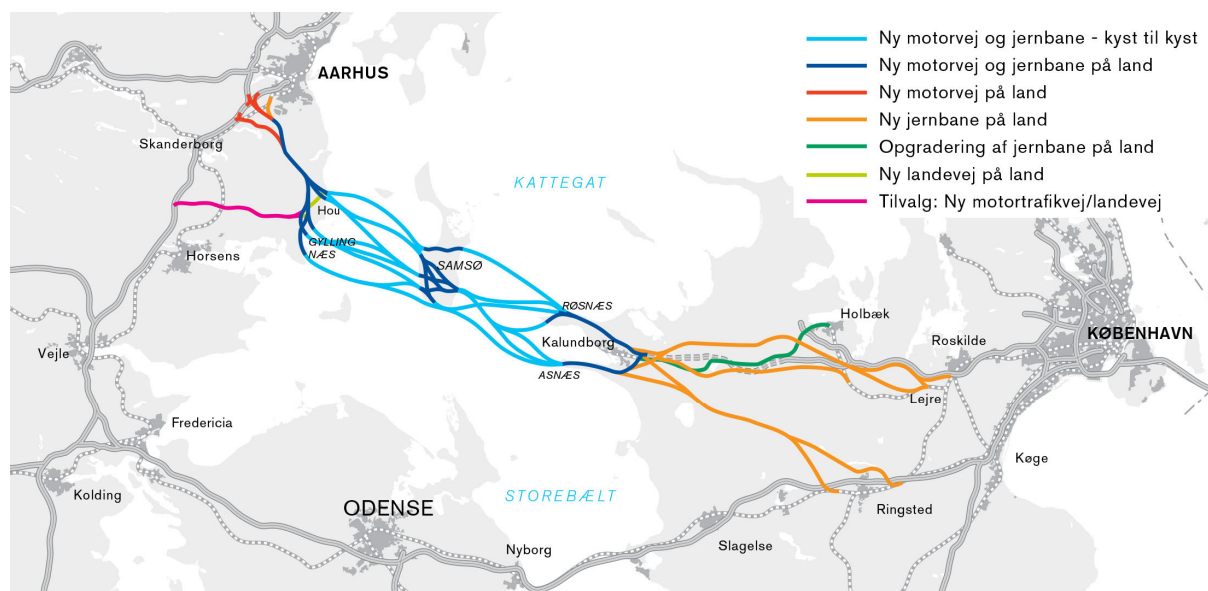 Ny motorvej og jernbane - kyst til kyst
Ny motorvej og jernbane på land
Ny motorvej på land
Ny jernbane på land
Opgradering af jernbane på land
Ny landevej på land
Tilvalg: Ny motortrafikvej/landevej
AARHUS
Skanderborg
KATTEGAT
Hou
GYLLING
NÆS
Horsens
SAMSØ
RØSNÆS
Holbæk
Kalundborg
Roskilde
KØBENHAVN
Vejle
ASNÆS
Lejre
Fredericia
Køge
Kolding
STOREBÆLT
ODENSE
Ringsted
Slagelse
Nyborg